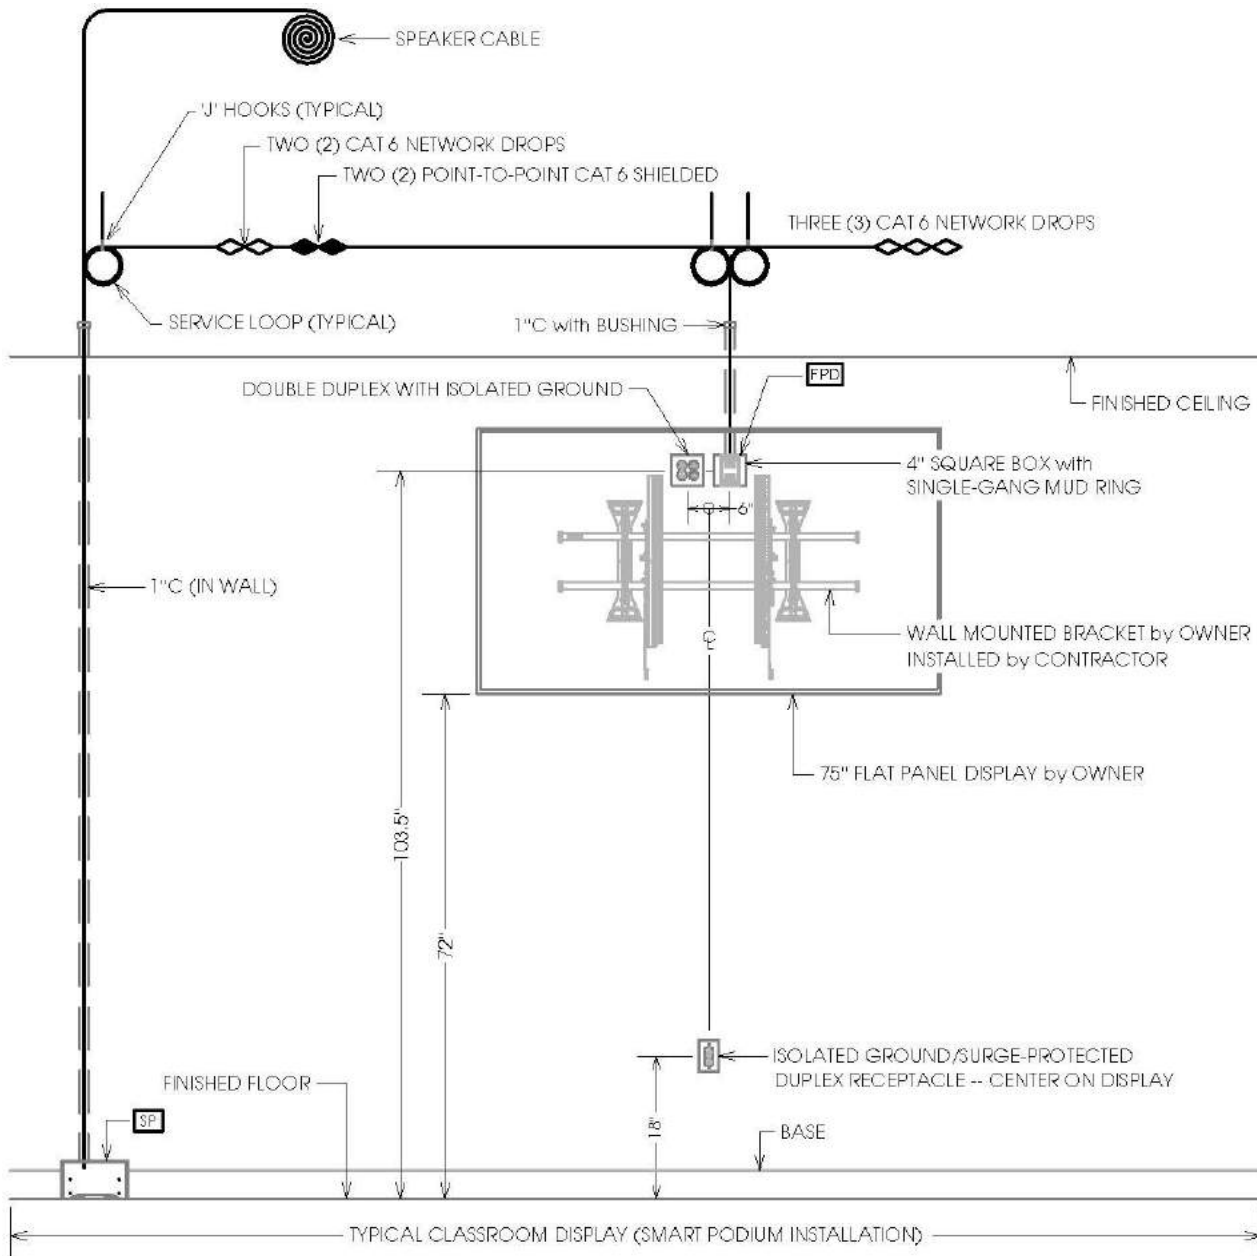 SPEAKER CABLE
'J' HOOKS (TYPICAL)
TWO (2) CAT 6 NETWORK DROPS
TWO (2) POINT-TO-POINT CAT 6 SHIELDED
THREE (3) CAT 6 NETWORK DROPS
SERVICE LOOP (TYPICAL)
1"C with BUSHING
FPD
DOUBLE DUPLEX WITH ISOLATED GROUND
FINISHED CEILING
4" SQUARE BOX with
SINGLE-GANG MUD RING
6"
1"C (IN WALL)
WALL MOUNTED BRACKET by OWNER
INSTALLED by CONTRACTOR
CL
75" FLAT PANEL DISPLAY by OWNER
103.5"
72"
ISOLATED GROUND/SURGE-PROTECTED
DUPLEX RECEPTACLE -- CENTER ON DISPLAY
FINISHED FLOOR
SP
18"
BASE
TYPICAL CLASSROOM DISPLAY (SMART PODIUM INSTALLATION)